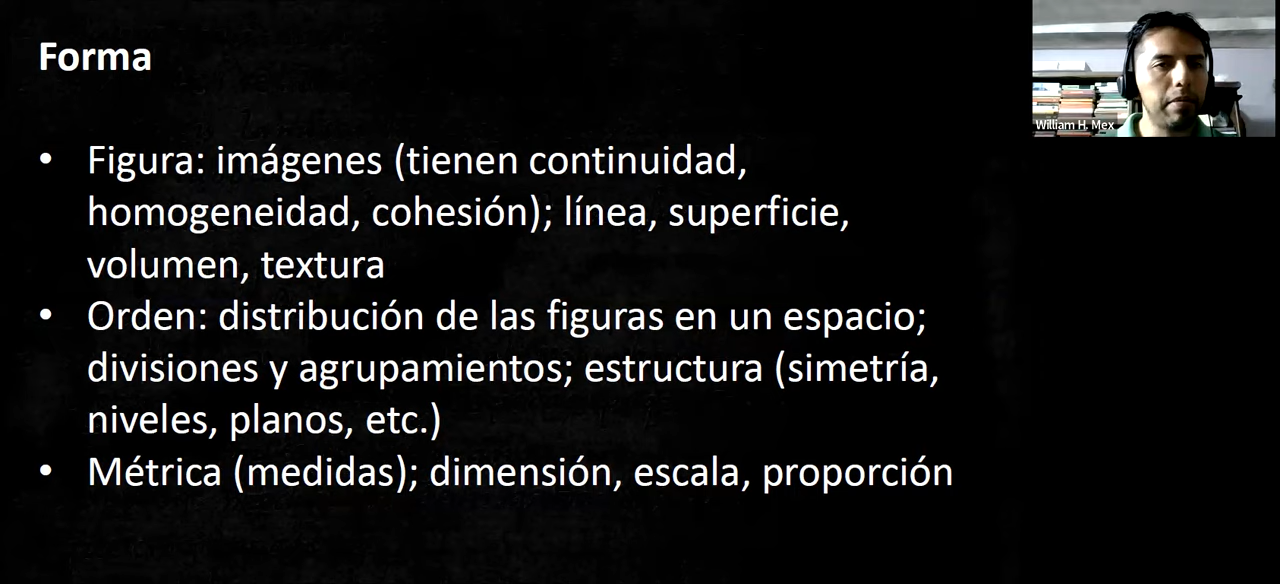 Forma
• Figura: imágenes (tienen continuidad,
homogeneidad, cohesión); línea, superficie,
volumen, textura
• Orden: distribución de las figuras en un espacio;
divisiones y agrupamientos; estructura (simetría,
niveles, planos, etc.)
• Métrica (medidas); dimensión, escala, proporción
William H. Mex